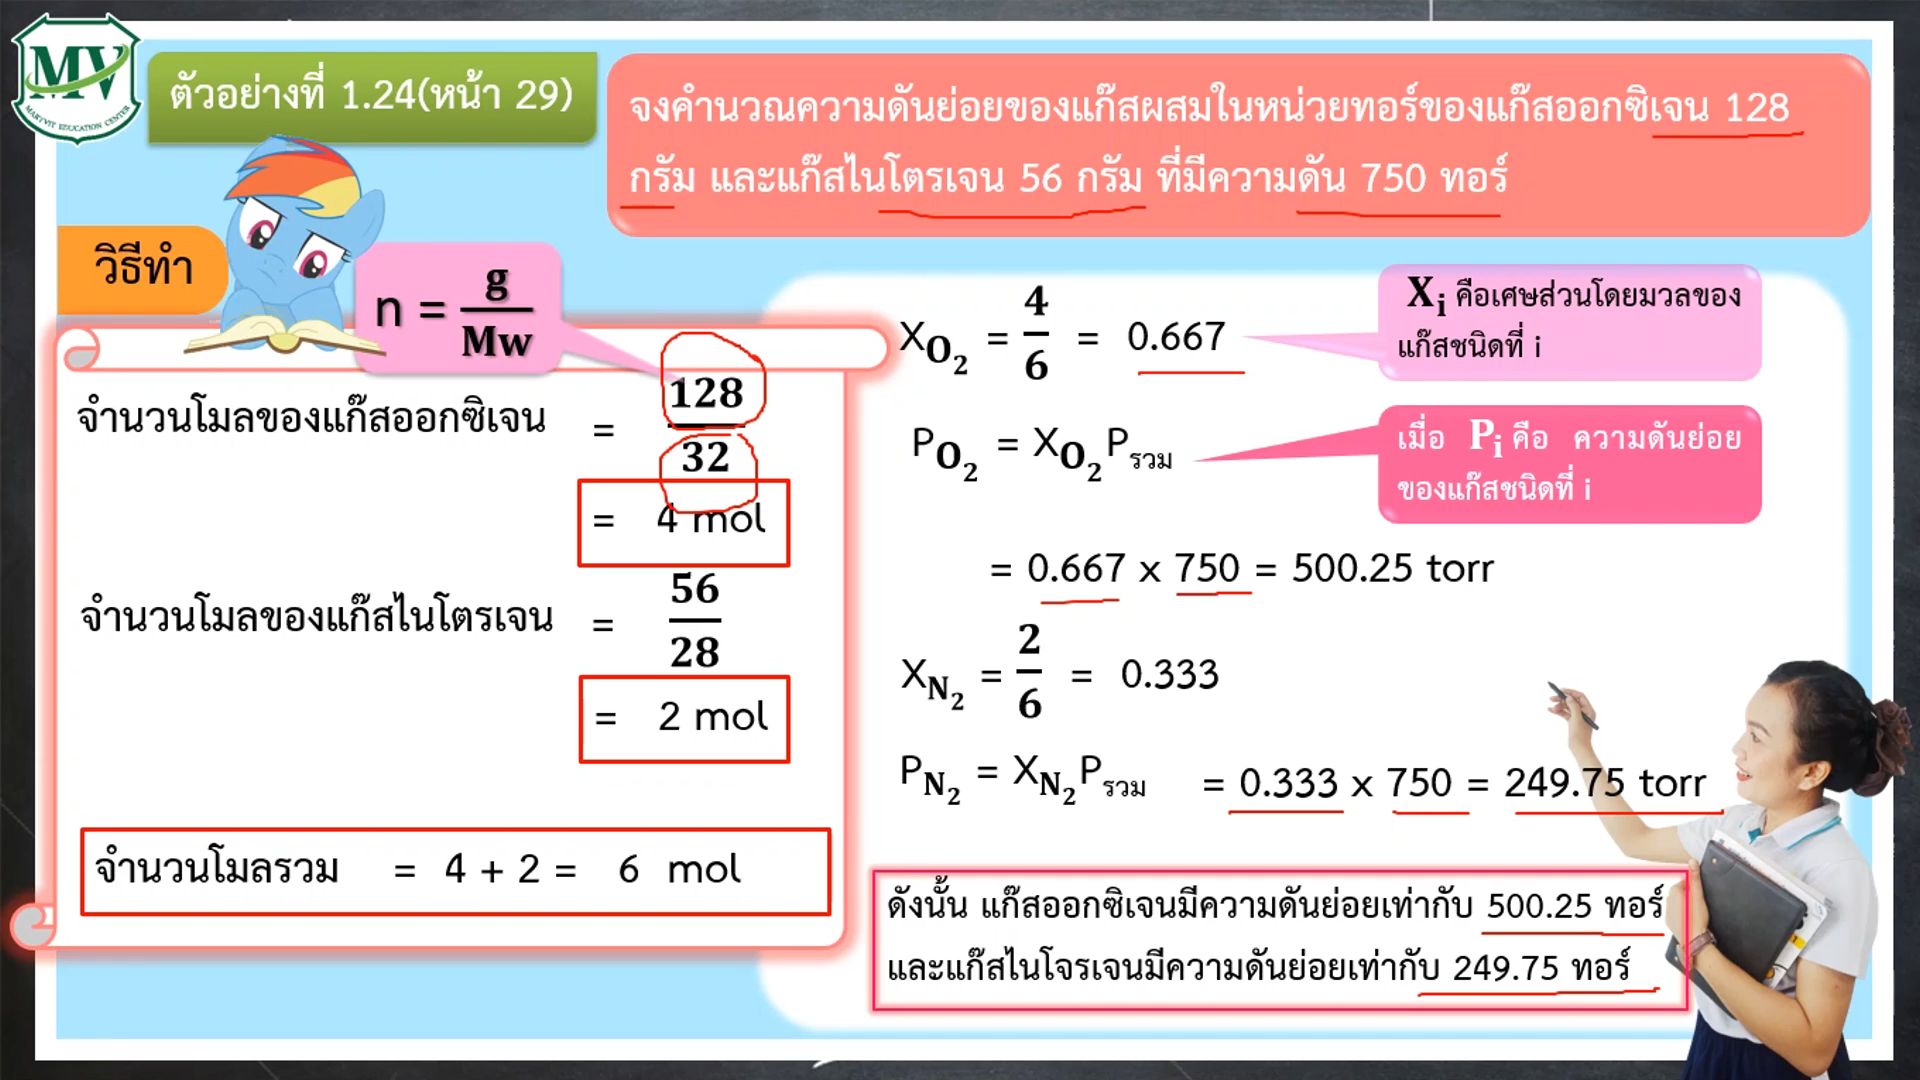 MV
MARYVIT EDUCATION CENTER
ตัวอย่างที่ 1.24(หน้า 29)
จงคำนวณความดันย่อยของแก๊สผสมในหน่วยทอร์ของแก๊สออกซิเจน 128
กรัม และแก๊สไนโตรเจน 56 กรัม ที่มีความดัน 750 ทอร์
วิธีทำ
n = g/Mw
จำนวนโมลของแก๊สออกซิเจน = 128/32
= 4 mol
จำนวนโมลของแก๊สไนโตรเจน = 56/28
= 2 mol
จำนวนโมลรวม = 4 + 2 = 6 mol
X_O₂ = 4/6 = 0.667
X_i คือเศษส่วนโดยมวลของ
แก๊สชนิดที่ i
P_O₂ = X_O₂ P_รวม
เมื่อ P_i คือ ความดันย่อย
ของแก๊สชนิดที่ i
= 0.667 x 750 = 500.25 torr
X_N₂ = 2/6 = 0.333
P_N₂ = X_N₂ P_รวม = 0.333 x 750 = 249.75 torr
ดังนั้น แก๊สออกซิเจนมีความดันย่อยเท่ากับ 500.25 ทอร์
และแก๊สไนโจรเจนมีความดันย่อยเท่ากับ 249.75 ทอร์